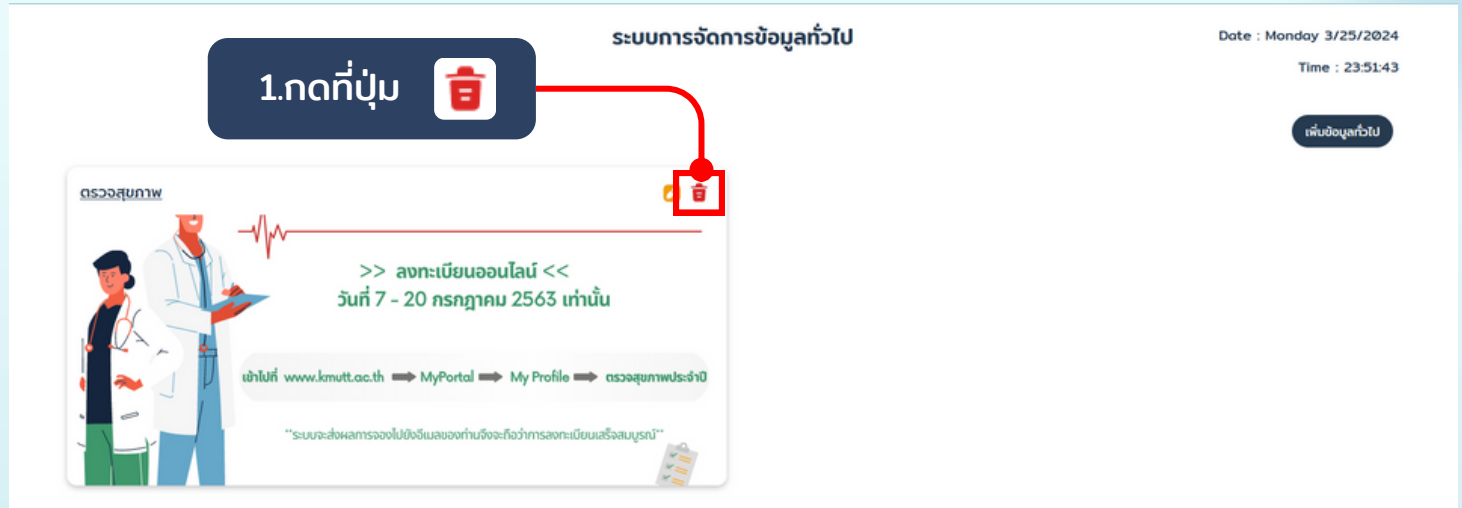 ระบบการจัดการข้อมูลทั่วไป
Date : Monday 3/25/2024
Time : 23:51:43
1.กดที่ปุ่ม
เพิ่มข้อมูลทั่วไป
ตรวจสุขภาพ
>> ลงทะเบียนออนไลน์ <<
วันที่ 7 - 20 กรกฎาคม 2563 เท่านั้น
เข้าไปที่ www.kmutt.ac.th ➡ MyPortal ➡ My Profile ➡ ตรวจสุขภาพประจำปี
**ระบบจะส่งผลการจองไปยังอีเมลของท่านจึงจะถือว่าการลงทะเบียนเสร็จสมบูรณ์**